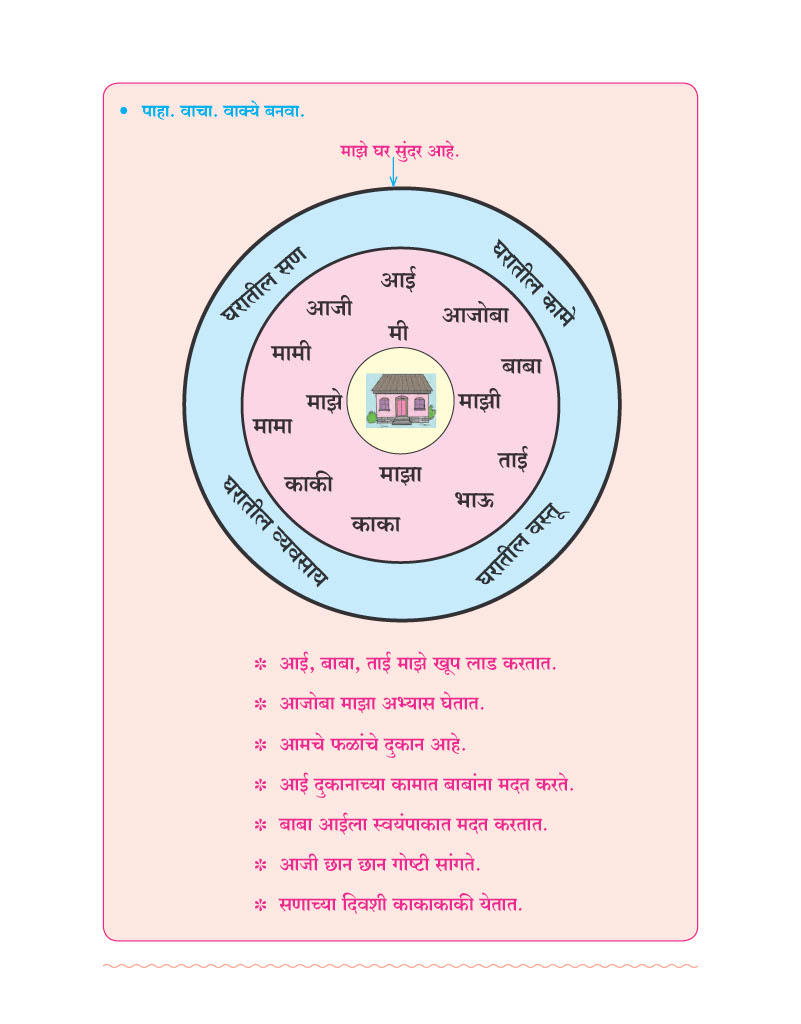 • पाहा. वाचा. वाक्ये बनवा.
माझे घर सुंदर आहे.
घरातील सण
घरातील कामे
आई
आजी
आजोबा
मी
मामी
बाबा
माझे
माझी
मामा
ताई
माझा
काकी
भाऊ
काका
घरातील व्यवसाय
घरातील वस्तू
✻ आई, बाबा, ताई माझे खूप लाड करतात.
✻ आजोबा माझा अभ्यास घेतात.
✻ आमचे फळांचे दुकान आहे.
✻ आई दुकानाच्या कामात बाबांना मदत करते.
✻ बाबा आईला स्वयंपाकात मदत करतात.
✻ आजी छान छान गोष्टी सांगते.
✻ सणाच्या दिवशी काकाकाकी येतात.